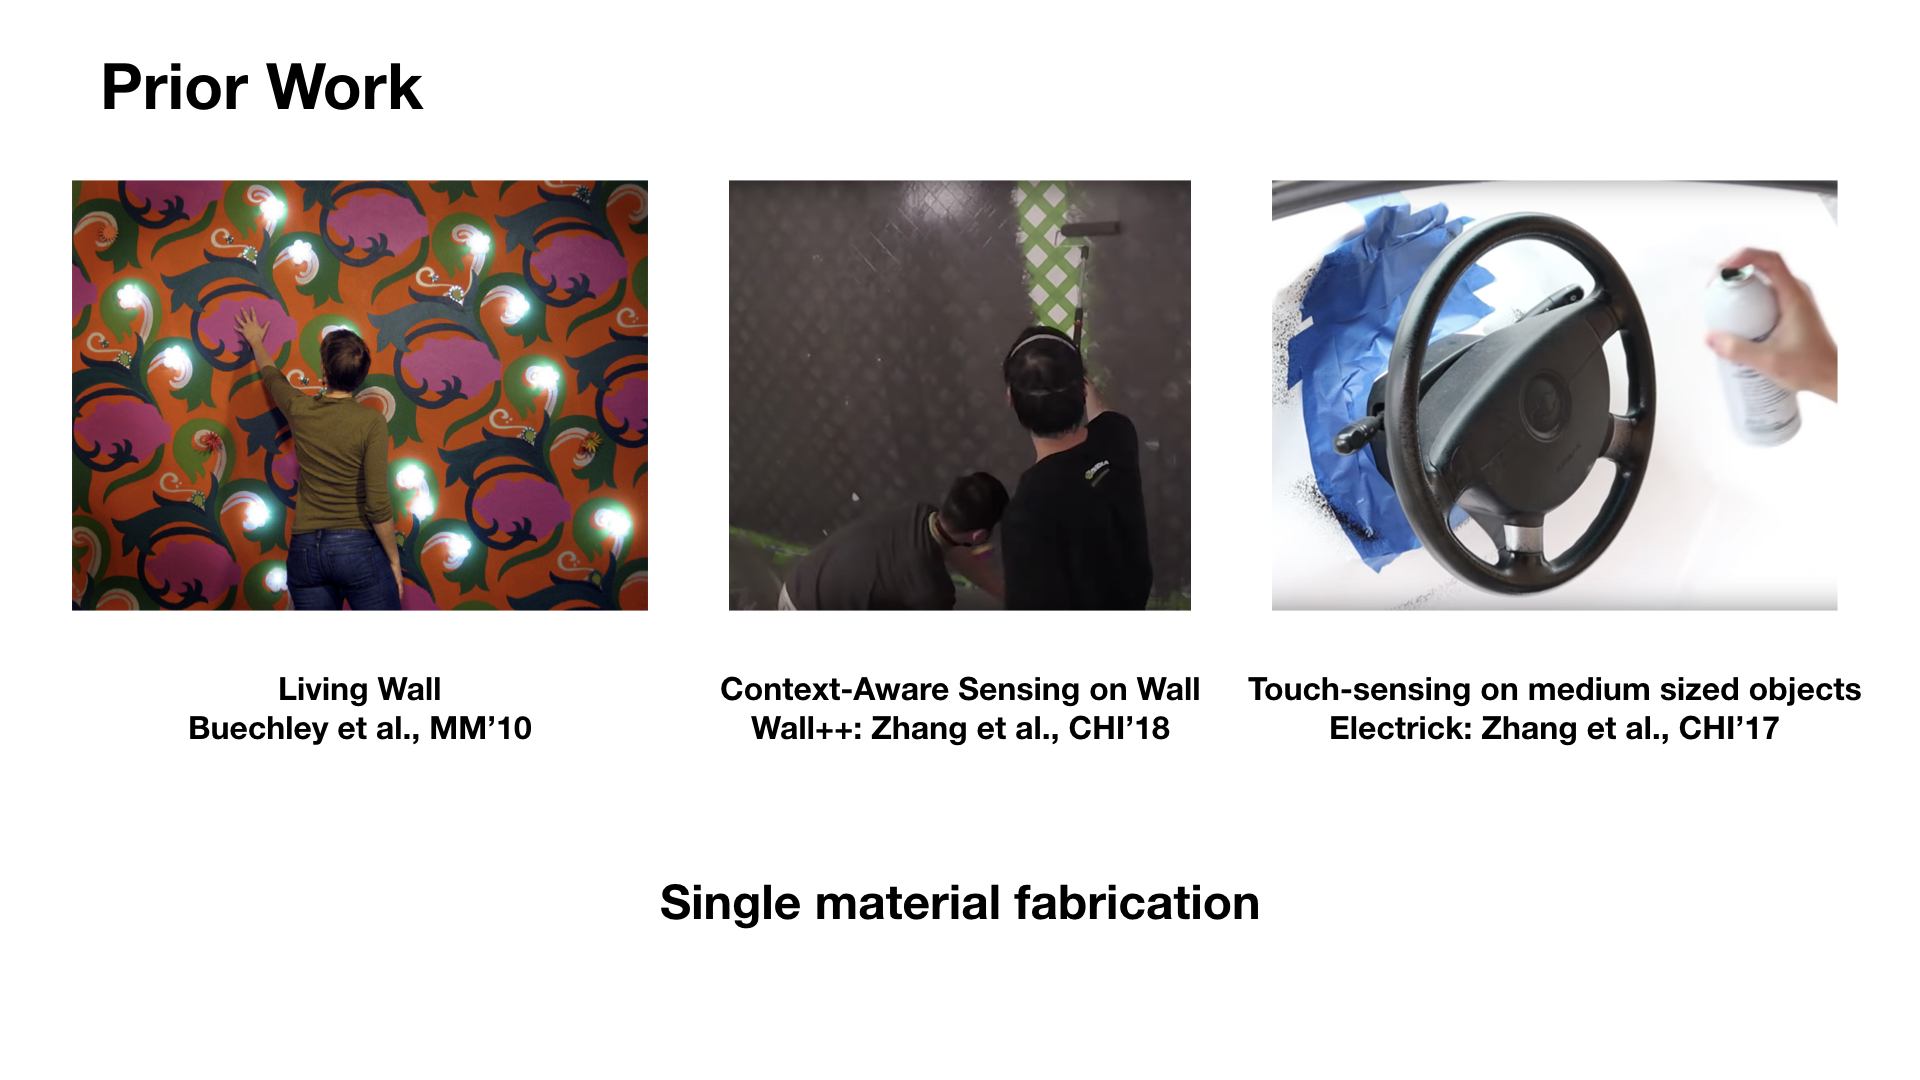 Prior Work
Living Wall
Buechley et al., MM’10
Context-Aware Sensing on Wall
Wall++: Zhang et al., CHI’18
Touch-sensing on medium sized objects
Electrick: Zhang et al., CHI’17
Single material fabrication